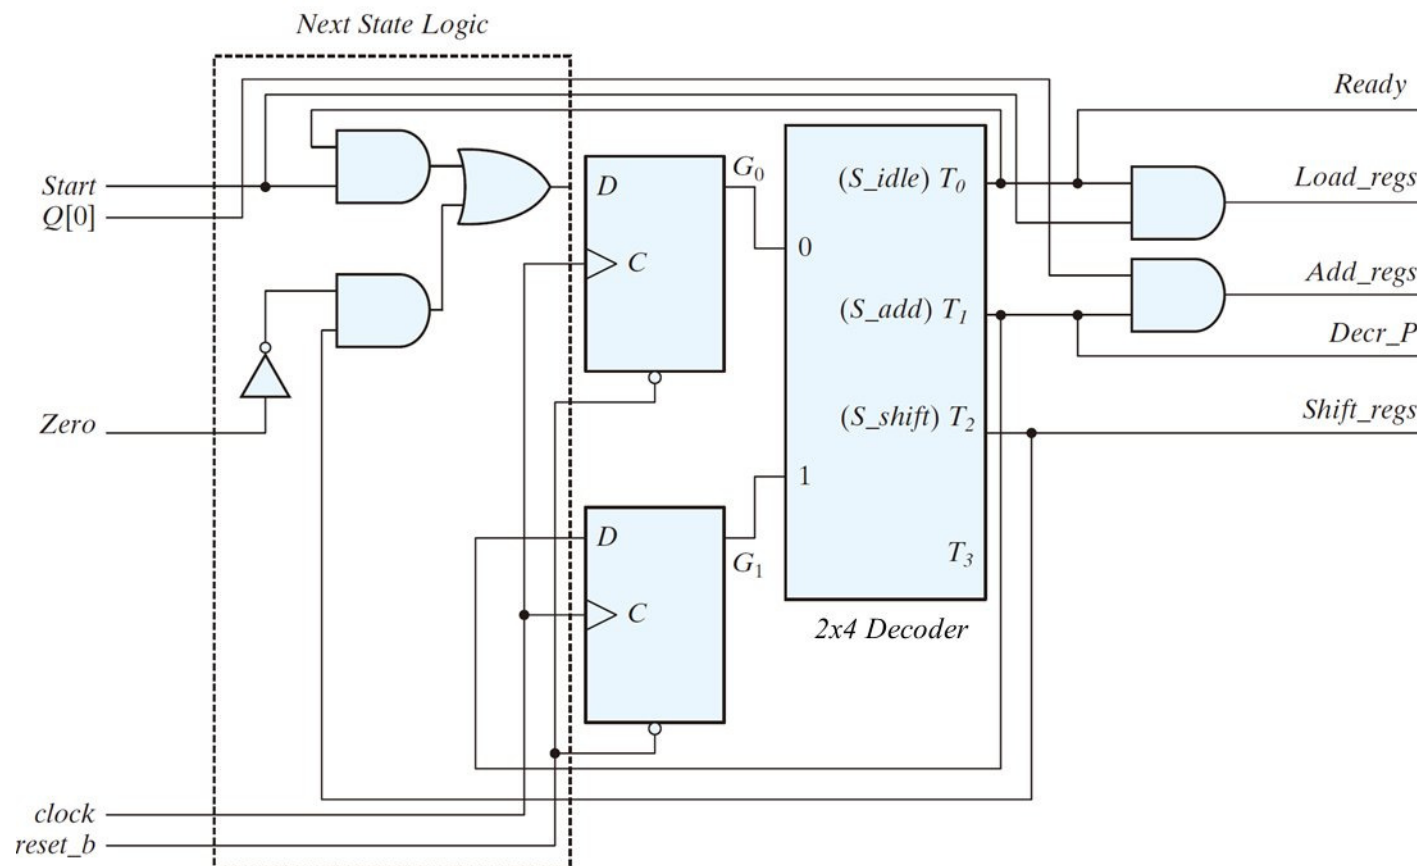 Next State Logic
Ready
Load_regs
Add_regs
Decr_P
Shift_regs
Start
Q[0]
Zero
clock
reset_b
D
C
G₀
D
C
G₁
0
1
(S_idle) T₀
(S_add) T₁
(S_shift) T₂
T₃
2x4 Decoder